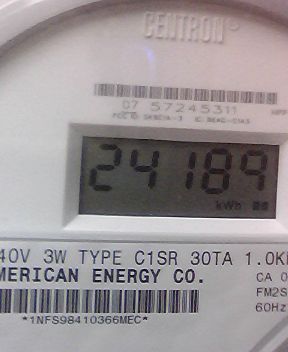 CENTRON®
07 57245311
24189
kWh
40V 3W TYPE C1SR 30TA 1.0K
MERICAN ENERGY CO.
CA 0
FM2S
60Hz
*1NFS98410366MEC*